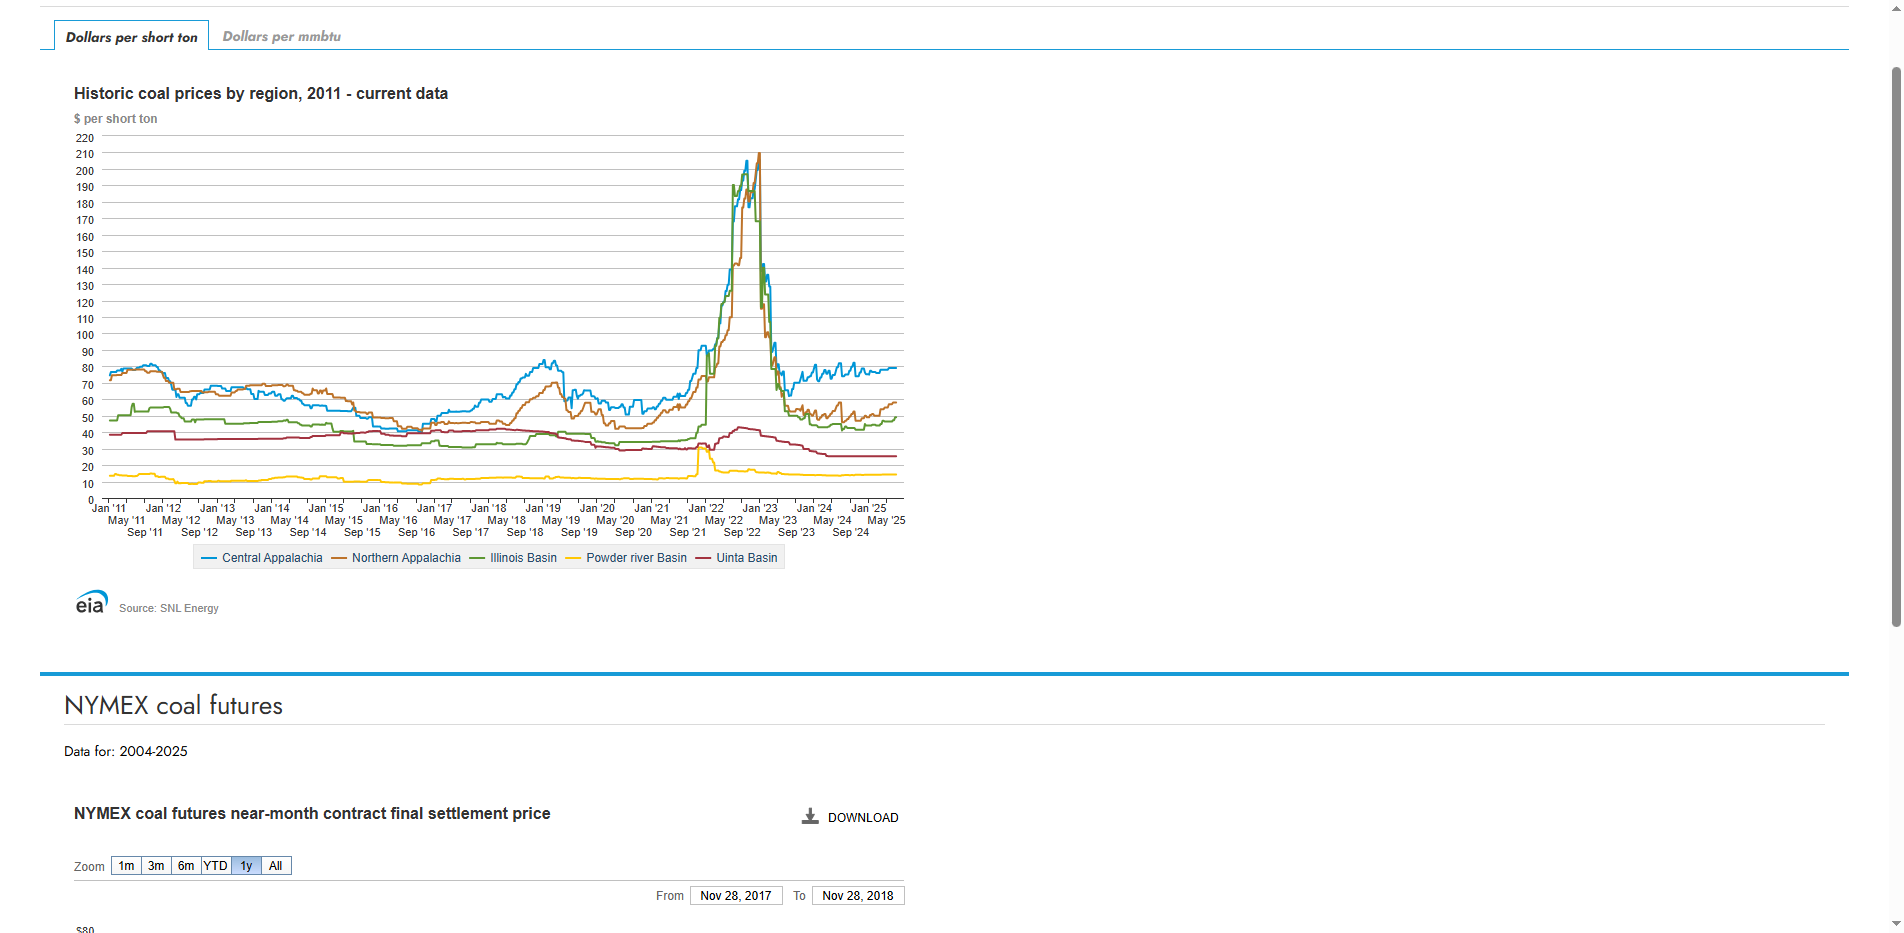 Dollars per short ton Dollars per mmbtu
Historic coal prices by region, 2011 - current data
$ per short ton
220
210
200
190
180
170
160
150
140
130
120
110
100
90
80
70
60
50
40
30
20
10
0
Jan '11 Jan '12 Jan '13 Jan '14 Jan '15 Jan '16 Jan '17 Jan '18 Jan '19 Jan '20 Jan '21 Jan '22 Jan '23 Jan '24 Jan '25
May '11 May '12 May '13 May '14 May '15 May '16 May '17 May '18 May '19 May '20 May '21 May '22 May '23 May '24 May '25
Sep '11 Sep '12 Sep '13 Sep '14 Sep '15 Sep '16 Sep '17 Sep '18 Sep '19 Sep '20 Sep '21 Sep '22 Sep '23 Sep '24
Central Appalachia Northern Appalachia Illinois Basin Powder river Basin Uinta Basin
eia Source: SNL Energy
NYMEX coal futures
Data for: 2004-2025
NYMEX coal futures near-month contract final settlement price
DOWNLOAD
Zoom 1m 3m 6m YTD 1y All
From Nov 28, 2017 To Nov 28, 2018
$80